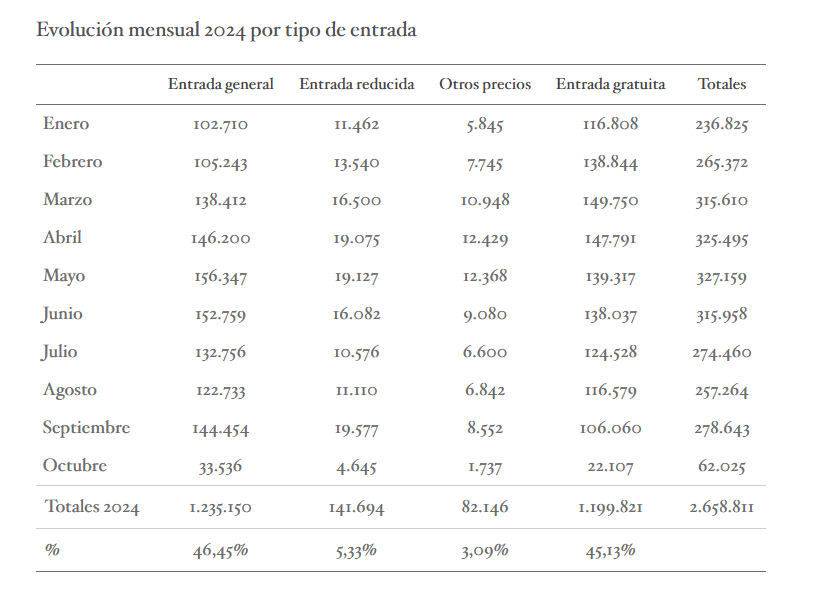 Evolución mensual 2024 por tipo de entrada
Entrada general Entrada reducida Otros precios Entrada gratuita Totales
Enero 102.710 11.462 5.845 116.808 236.825
Febrero 105.243 13.540 7.745 138.844 265.372
Marzo 138.412 16.500 10.948 149.750 315.610
Abril 146.200 19.075 12.429 147.791 325.495
Mayo 156.347 19.127 12.368 139.317 327.159
Junio 152.759 16.082 9.080 138.037 315.958
Julio 132.756 10.576 6.600 124.528 274.460
Agosto 122.733 11.110 6.842 116.579 257.264
Septiembre 144.454 19.577 8.552 106.060 278.643
Octubre 33.536 4.645 1.737 22.107 62.025
Totales 2024 1.235.150 141.694 82.146 1.199.821 2.658.811
% 46,45% 5,33% 3,09% 45,13%